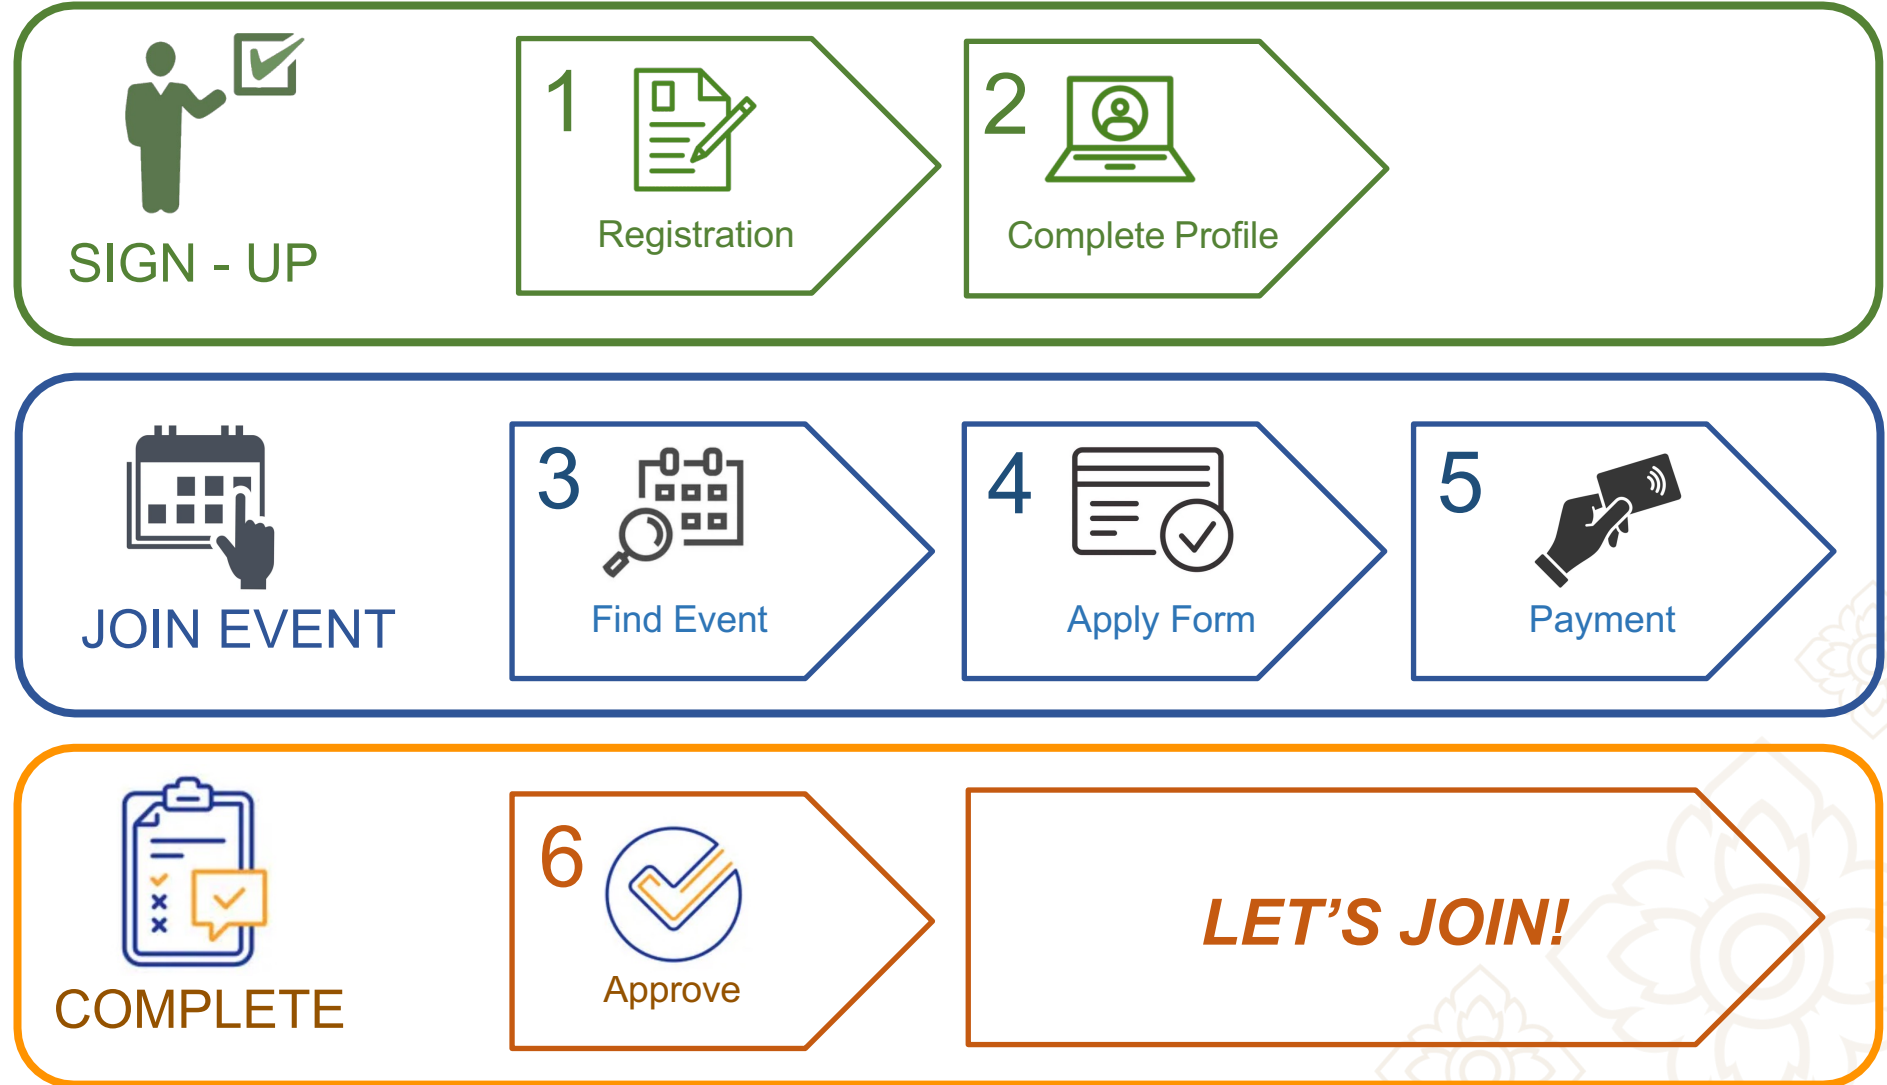 SIGN - UP
1
Registration
2
Complete Profile
JOIN EVENT
3
Find Event
4
Apply Form
5
Payment
COMPLETE
6
Approve
LET’S JOIN!